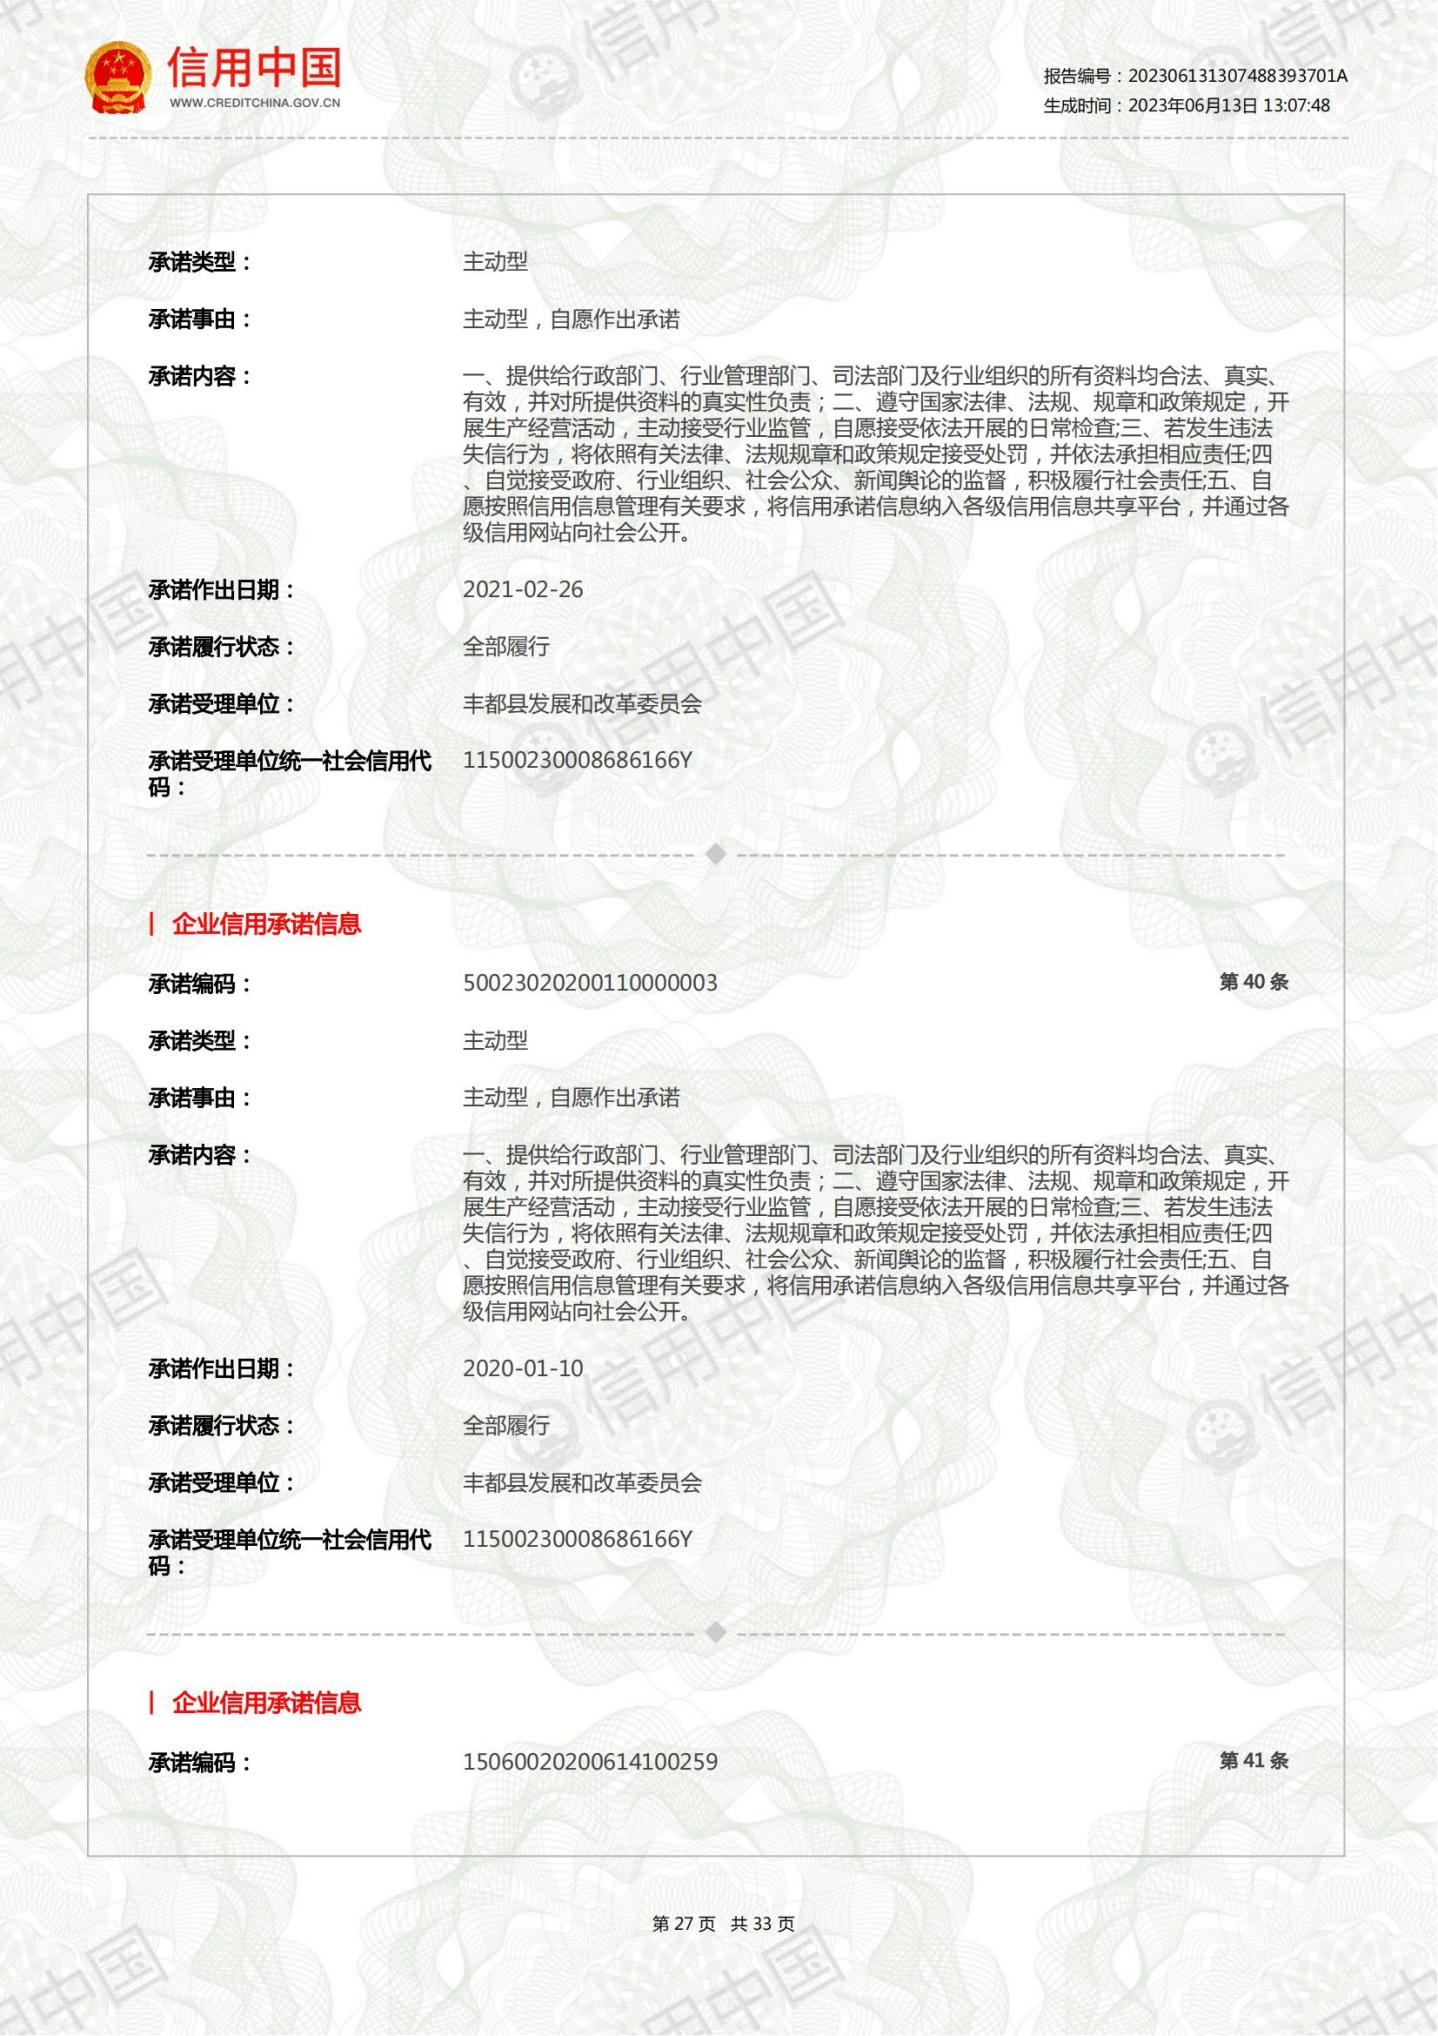 信用中国
WWW.CREDITCHINA.GOV.CN
报告编号：202306131307488393701A
生成时间：2023年06月13日 13:07:48
承诺类型： 主动型
承诺事由： 主动型，自愿作出承诺
承诺内容： 一、提供给行政部门、行业管理部门、司法部门及行业组织的所有资料均合法、真实、
有效，并对所提供资料的真实性负责；二、遵守国家法律、法规、规章和政策规定，开
展生产经营活动，主动接受行业监管，自愿接受依法开展的日常检查;三、若发生违法
失信行为，将依照有关法律、法规规章和政策规定接受处罚，并依法承担相应责任;四
、自觉接受政府、行业组织、社会公众、新闻舆论的监督，积极履行社会责任;五、自
愿按照信用信息管理有关要求，将信用承诺信息纳入各级信用信息共享平台，并通过各
级信用网站向社会公开。
承诺作出日期： 2021-02-26
承诺履行状态： 全部履行
承诺受理单位： 丰都县发展和改革委员会
承诺受理单位统一社会信用代 11500230008686166Y
码：
企业信用承诺信息
承诺编码： 50023020200110000003 第 40 条
承诺类型： 主动型
承诺事由： 主动型，自愿作出承诺
承诺内容： 一、提供给行政部门、行业管理部门、司法部门及行业组织的所有资料均合法、真实、
有效，并对所提供资料的真实性负责；二、遵守国家法律、法规、规章和政策规定，开
展生产经营活动，主动接受行业监管，自愿接受依法开展的日常检查;三、若发生违法
失信行为，将依照有关法律、法规规章和政策规定接受处罚，并依法承担相应责任;四
、自觉接受政府、行业组织、社会公众、新闻舆论的监督，积极履行社会责任;五、自
愿按照信用信息管理有关要求，将信用承诺信息纳入各级信用信息共享平台，并通过各
级信用网站向社会公开。
承诺作出日期： 2020-01-10
承诺履行状态： 全部履行
承诺受理单位： 丰都县发展和改革委员会
承诺受理单位统一社会信用代 11500230008686166Y
码：
企业信用承诺信息
承诺编码： 15060020200614100259 第 41 条
第 27 页 共 33 页